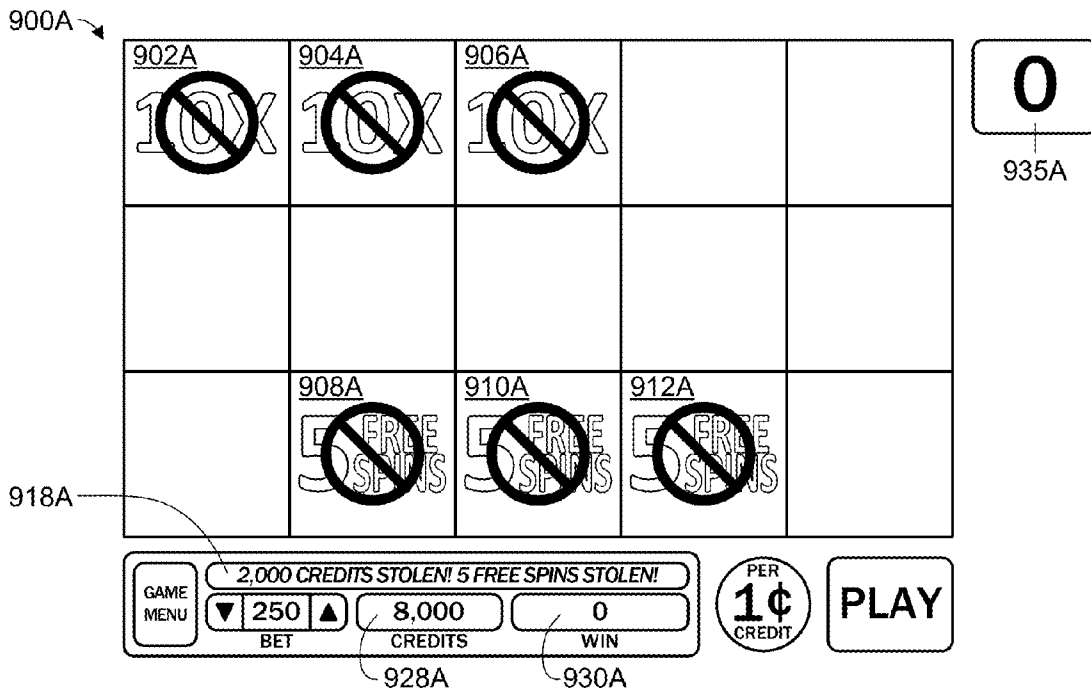 900A
902A
904A
906A
10X
10X
10X
0
935A
908A
910A
912A
5 FREE SPINS
5 FREE SPINS
5 FREE SPINS
918A
2,000 CREDITS STOLEN! 5 FREE SPINS STOLEN!
GAME
MENU
▼ 250 ▲
BET
8,000
CREDITS
0
WIN
PER
1¢
CREDIT
PLAY
928A
930A